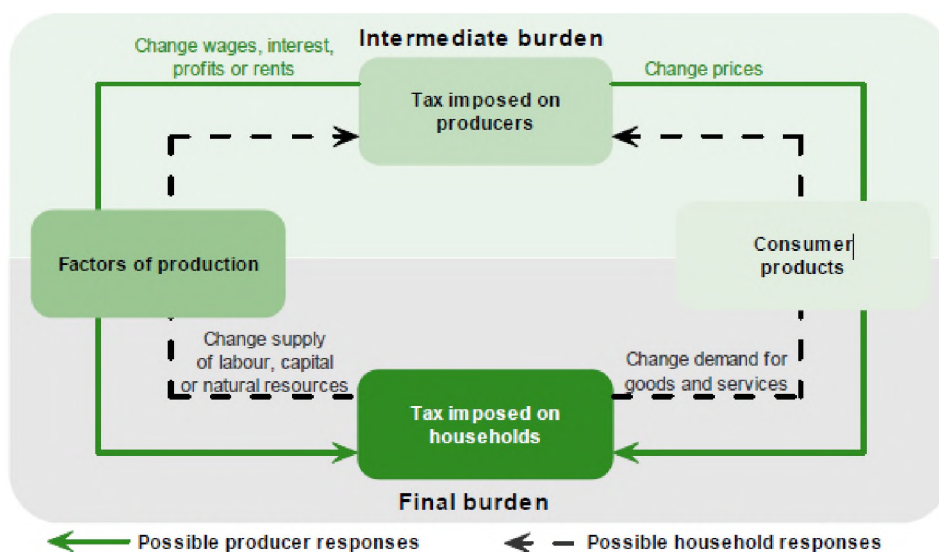 Intermediate burden
Change wages, interest,
profits or rents
Change prices
Tax imposed on
producers
Factors of production
Consumer
products
Change supply
of labour, capital
or natural resources
Change demand for
goods and services
Tax imposed on
households
Final burden
Possible producer responses
Possible household responses